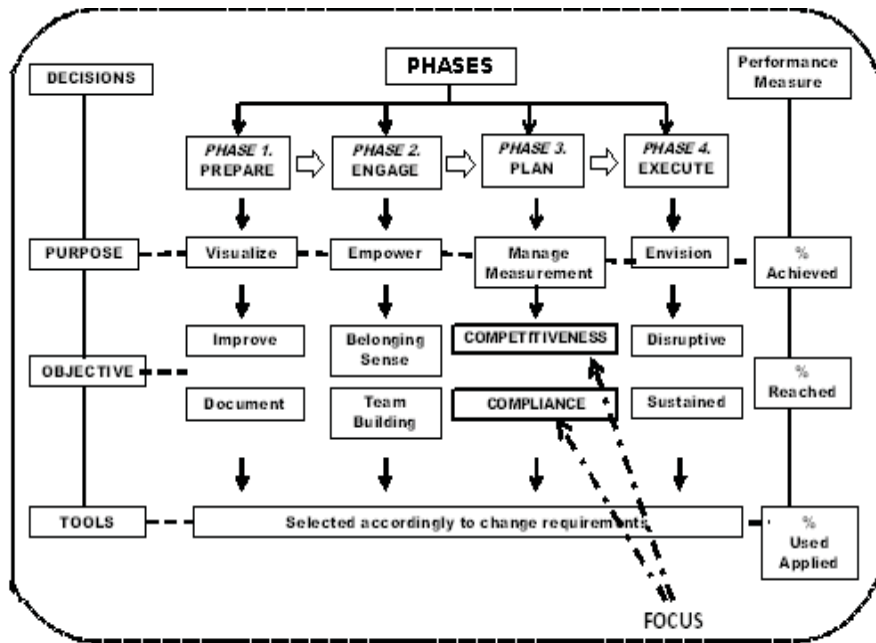 PHASES
DECISIONS
Performance
Measure
PHASE 1.
PREPARE
PHASE 2.
ENGAGE
PHASE 3.
PLAN
PHASE 4.
EXECUTE
PURPOSE
Visualize
Empower
Manage
Measurement
Envision
%
Achieved
Improve
Belonging
Sense
COMPETITIVENESS
Disruptive
OBJECTIVE
%
Reached
Document
Team
Building
COMPLIANCE
Sustained
TOOLS
Selected accordingly to change requirements
%
Used
Applied
FOCUS